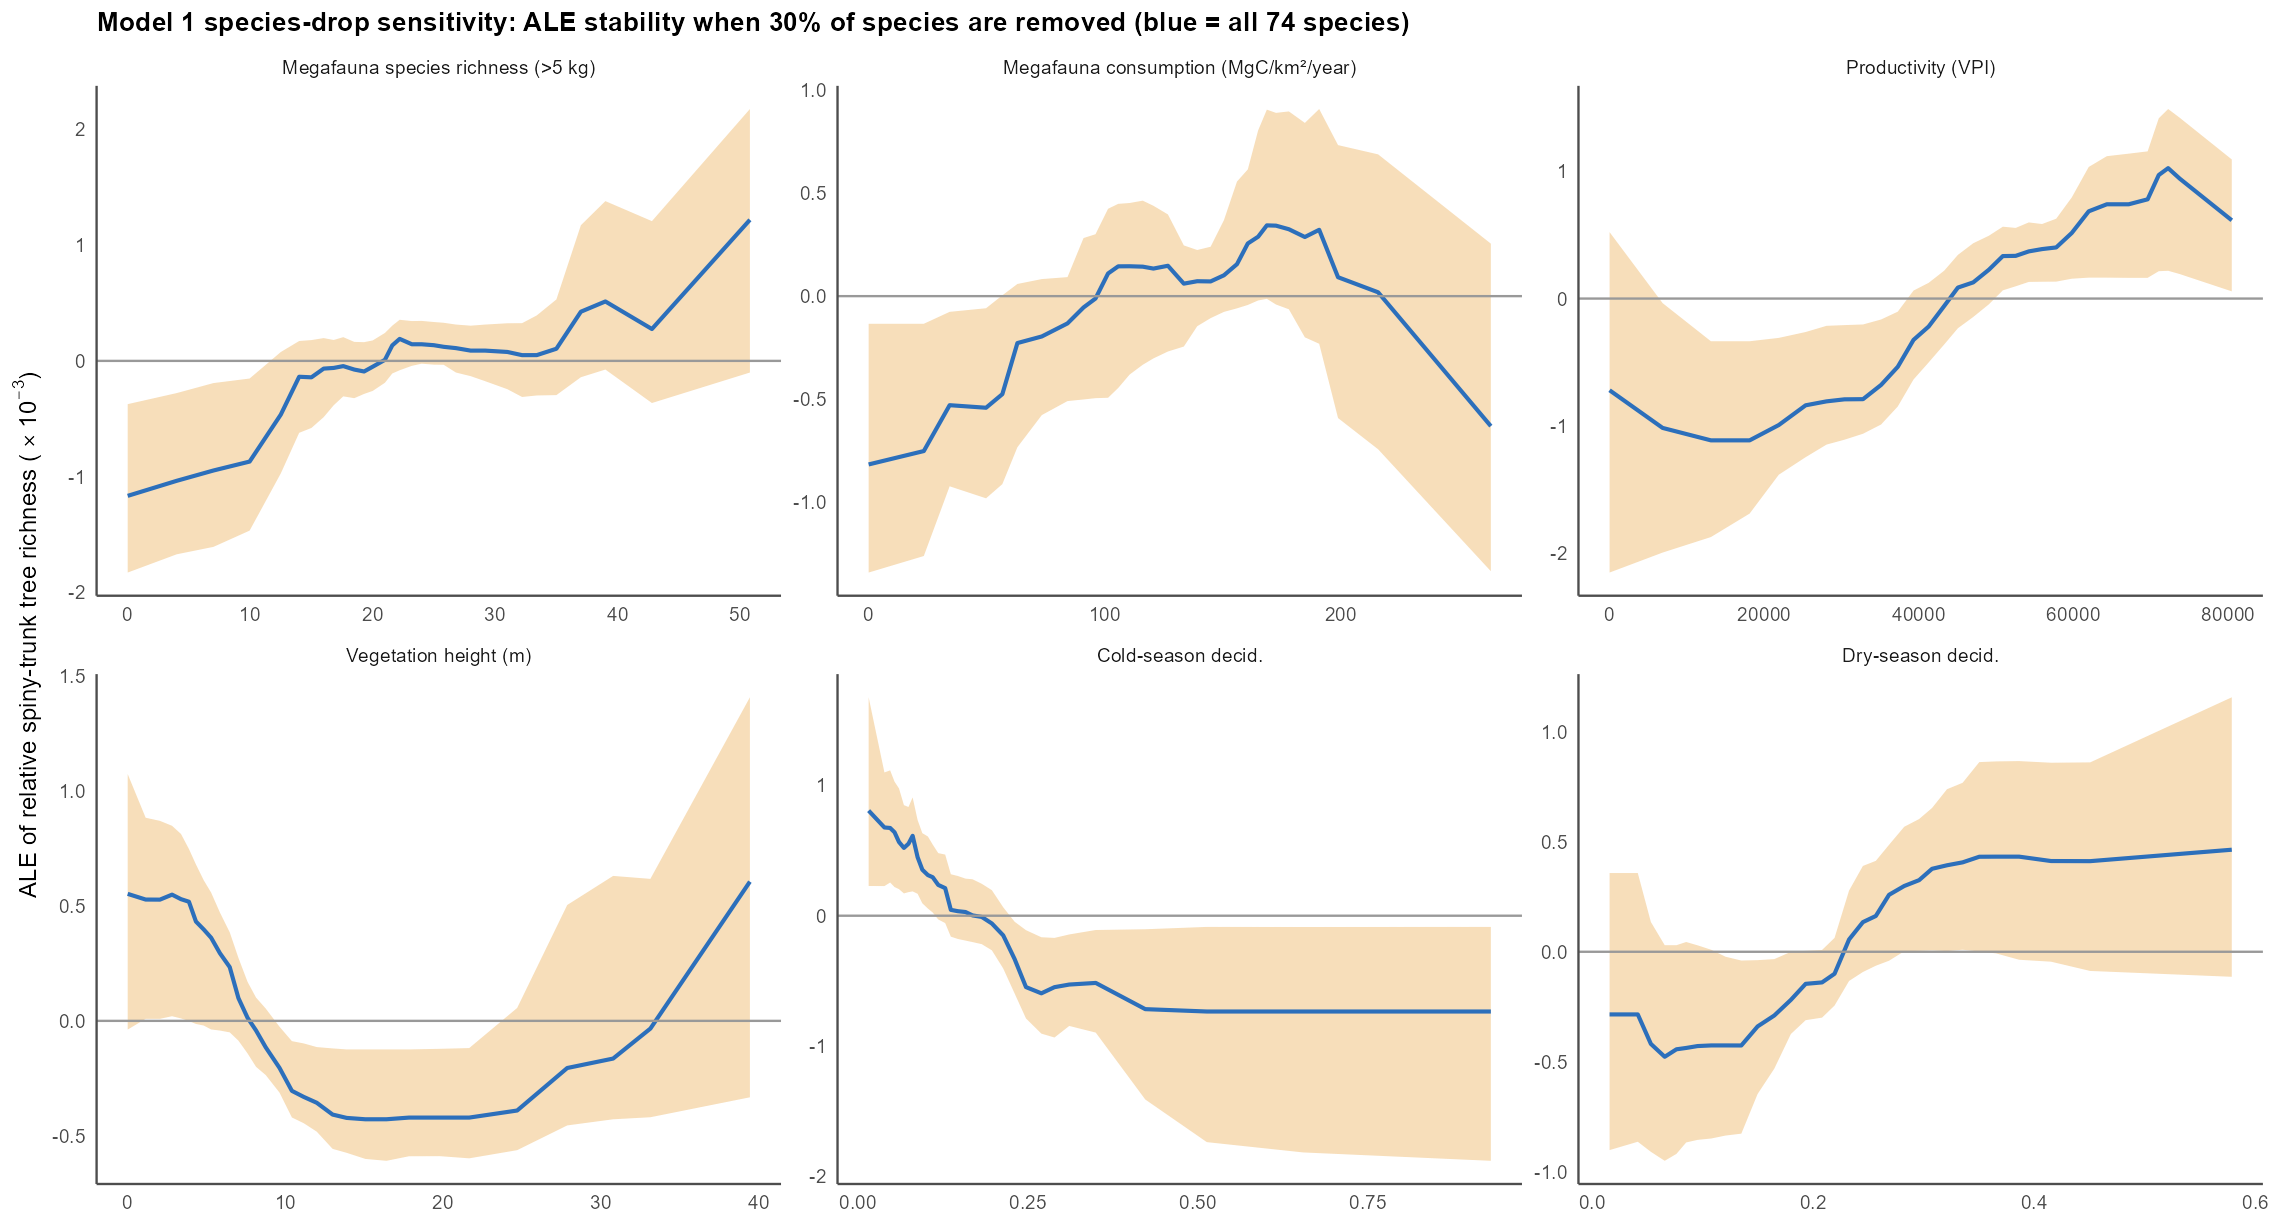 Model 1 species-drop sensitivity: ALE stability when 30% of species are removed (blue = all 74 species)
ALE of relative spiny-trunk tree richness ( × 10⁻³)
Megafauna species richness (>5 kg)
2
1
0
-1
-2
0 10 20 30 40 50
Megafauna consumption (MgC/km²/year)
1.0
0.5
0.0
-0.5
-1.0
0 100 200
Productivity (VPI)
1
0
-1
-2
0 20000 40000 60000 80000
Vegetation height (m)
1.5
1.0
0.5
0.0
-0.5
0 10 20 30 40
Cold-season decid.
1
0
-1
-2
0.00 0.25 0.50 0.75
Dry-season decid.
1.0
0.5
0.0
-0.5
-1.0
0.0 0.2 0.4 0.6